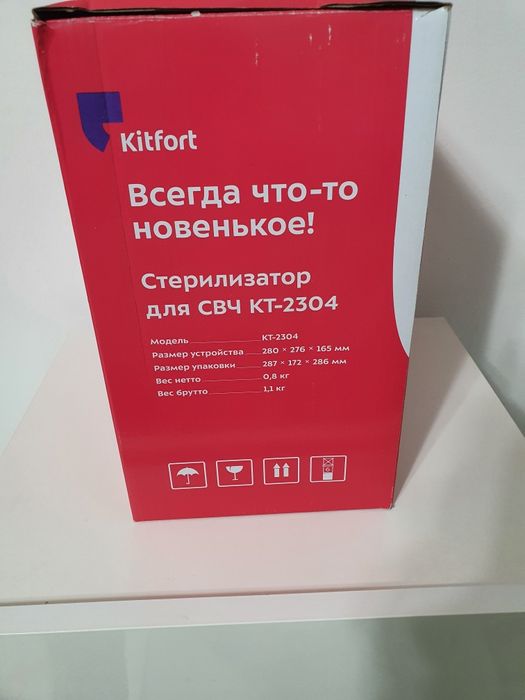 Kitfort
Всегда что-то
новенькое!
Стерилизатор
для СВЧ КТ-2304
Модель КТ-2304
Размер устройства 280 × 276 × 165 мм
Размер упаковки 287 × 172 × 286 мм
Вес нетто 0,8 кг
Вес брутто 1,1 кг
6